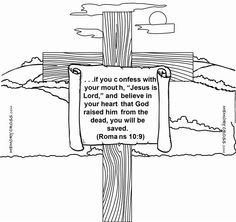 . . .if you confess with
your mouth, "Jesus is
Lord," and believe in
your heart that God
raised him from the
dead, you will be
saved.
(Romans 10:9)